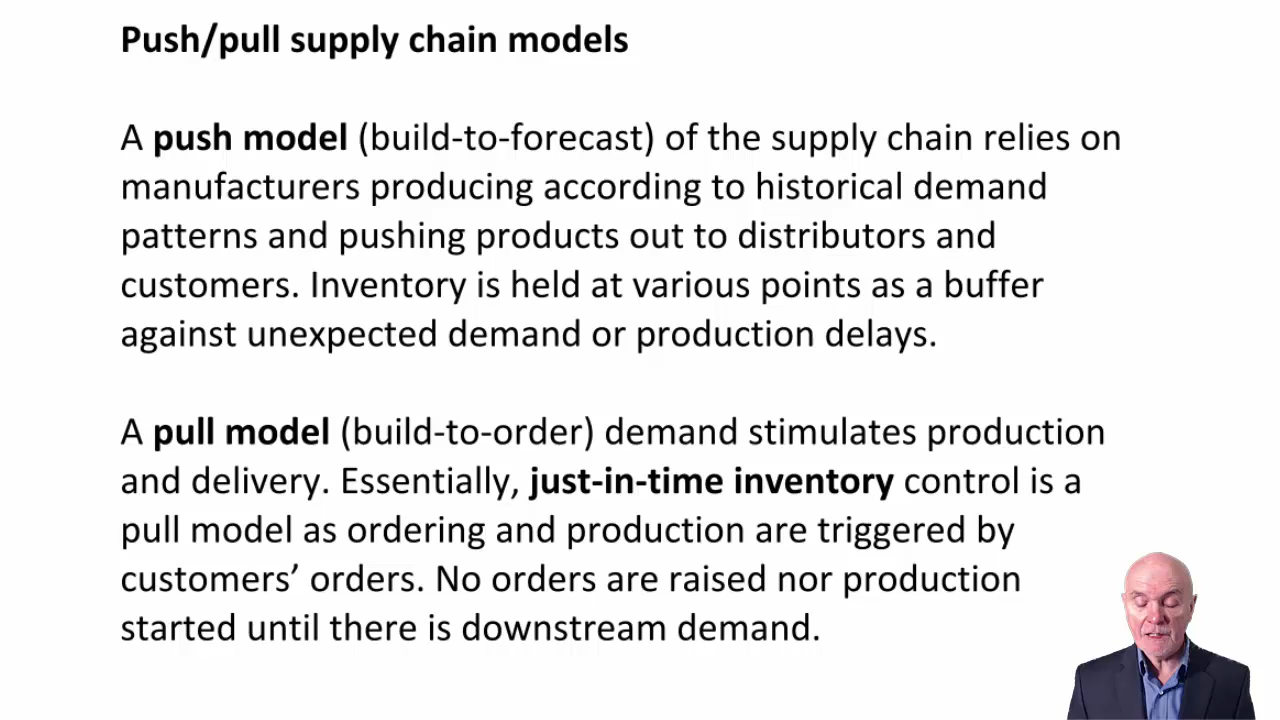 Push/pull supply chain models
A push model (build-to-forecast) of the supply chain relies on
manufacturers producing according to historical demand
patterns and pushing products out to distributors and
customers. Inventory is held at various points as a buffer
against unexpected demand or production delays.
A pull model (build-to-order) demand stimulates production
and delivery. Essentially, just-in-time inventory control is a
pull model as ordering and production are triggered by
customers’ orders. No orders are raised nor production
started until there is downstream demand.